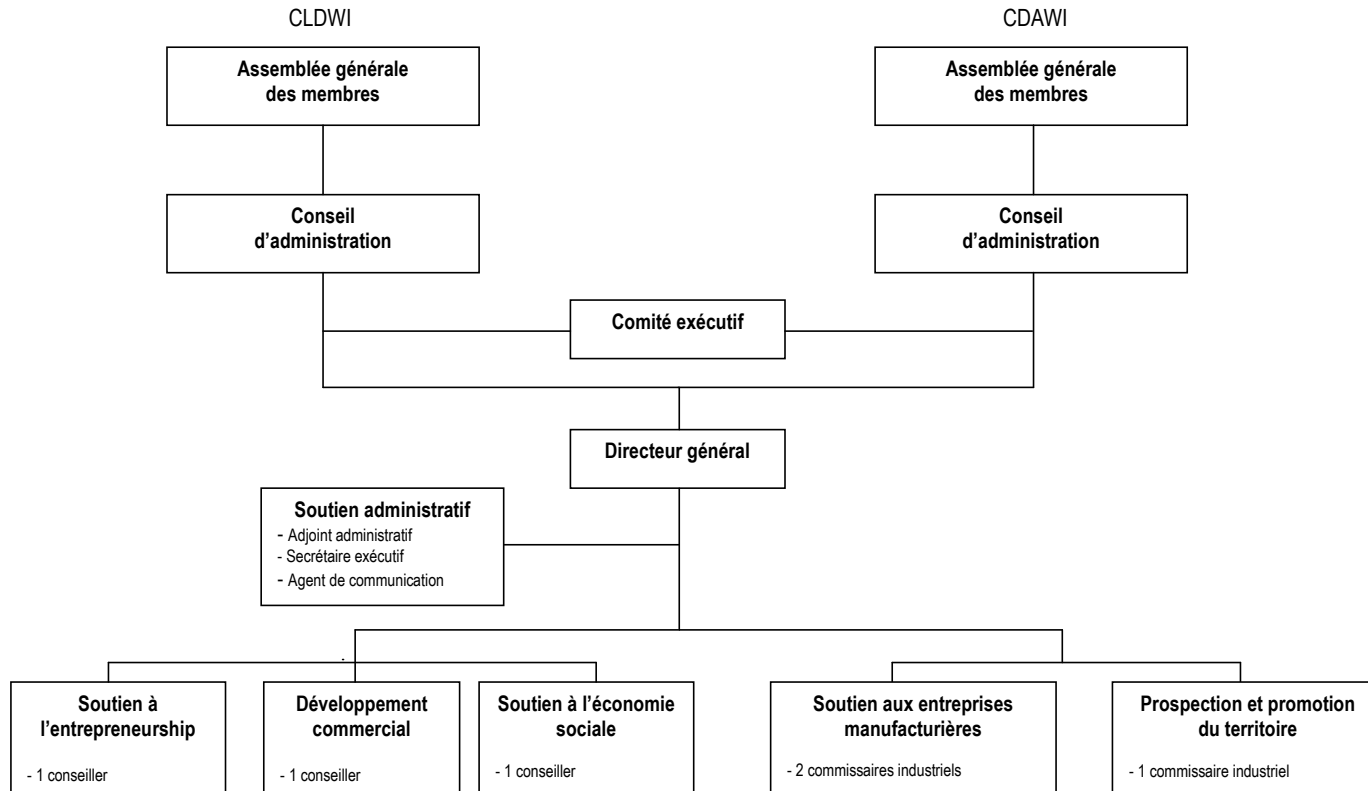 CLDWI
CDAWI
Assemblée générale
des membres
Assemblée générale
des membres
Conseil
d’administration
Conseil
d’administration
Comité exécutif
Directeur général
Soutien administratif
- Adjoint administratif
- Secrétaire exécutif
- Agent de communication
Soutien à
l’entrepreneurship
- 1 conseiller
Développement
commercial
- 1 conseiller
Soutien à l’économie
sociale
- 1 conseiller
Soutien aux entreprises
manufacturières
- 2 commissaires industriels
Prospection et promotion
du territoire
- 1 commissaire industriel